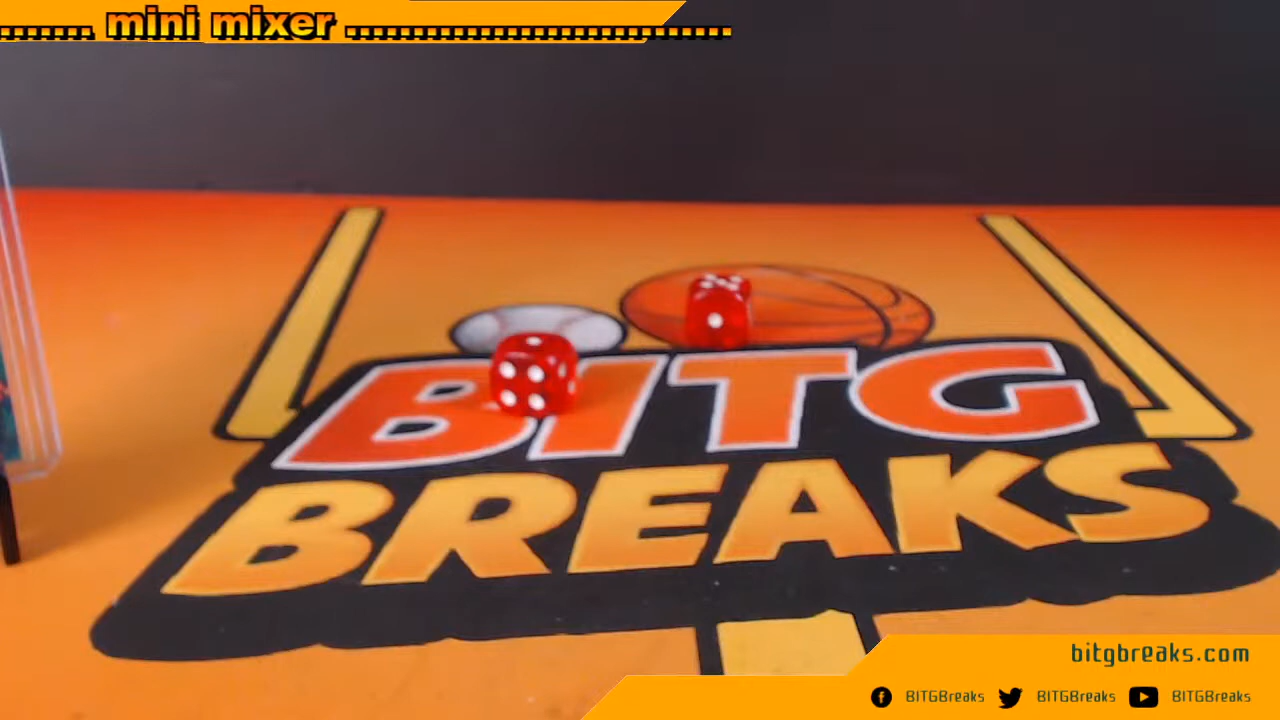 ....... mini mixer ............................
BITG
BREAKS
bitgbreaks.com
BITGBreaks BITGBreaks BITGBreaks